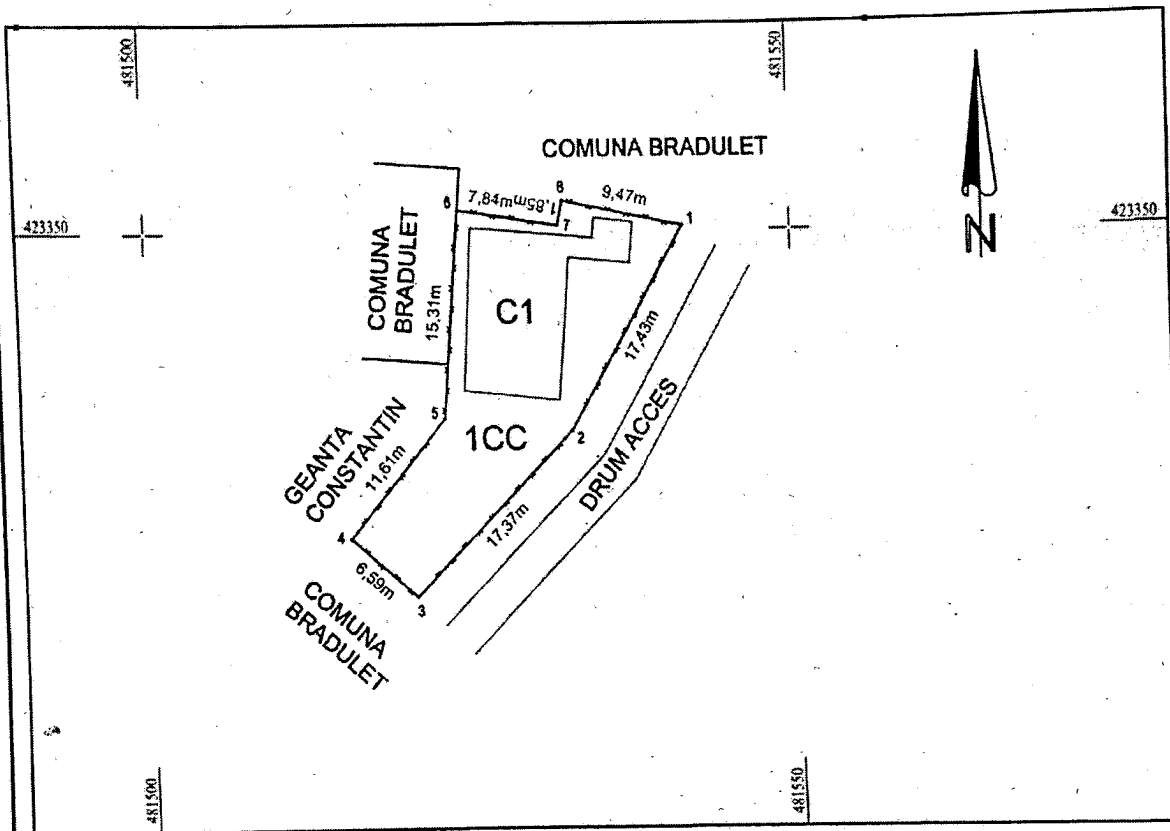 481500
481550
COMUNA BRADULET
8
9,47m
6
7,84m
1,85m
7
1
423350
423350
N
COMUNA
BRADULET
15,31m
C1
17,43m
5
1CC
2
GEANTA
CONSTANTIN
11,61m
DRUM ACCES
17,37m
4
6,59m
3
COMUNA
BRADULET
481500
481550